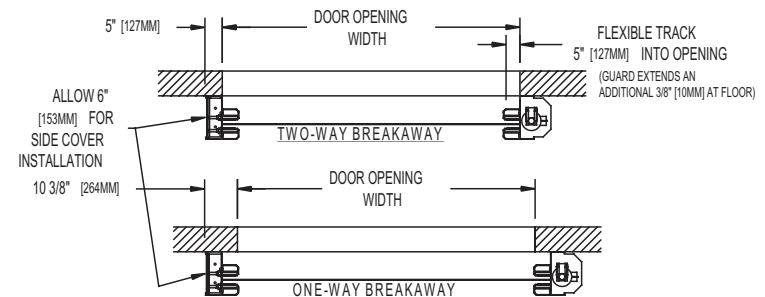 5" [127MM]
DOOR OPENING
WIDTH
FLEXIBLE TRACK
5" [127MM] INTO OPENING
(GUARD EXTENDS AN
ADDITIONAL 3/8" [10MM] AT FLOOR)
ALLOW 6"
[153MM] FOR
SIDE COVER
INSTALLATION
TWO-WAY BREAKAWAY
10 3/8" [264MM]
DOOR OPENING
WIDTH
ONE-WAY BREAKAWAY